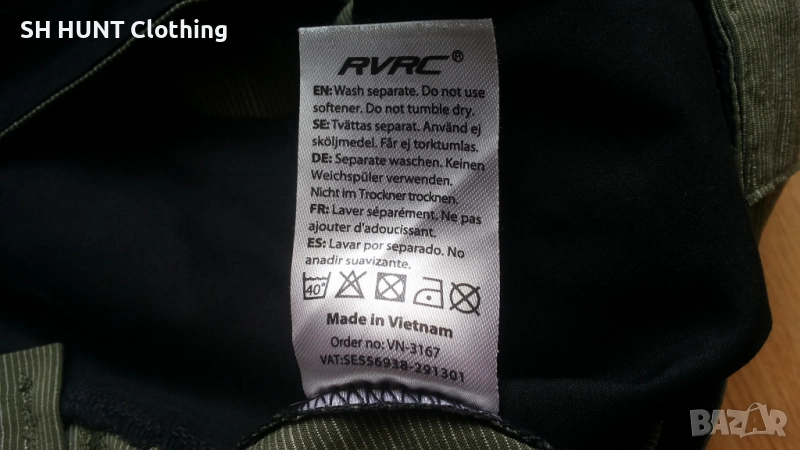 SH HUNT Clothing
RVRC®
EN: Wash separate. Do not use
softener. Do not tumble dry.
SE: Tvättas separat. Använd ej
sköljmedel. Får ej torktumlas.
DE: Separate waschen. Keinen
Weichspüler verwenden.
Nicht im Trockner trocknen.
FR: Laver séparément. Ne pas
ajouter d'adoucissant.
ES: Lavar por separado. No
anadir suavizante.
40°
Made in Vietnam
Order no: VN-3167
VAT:SE556938-291301
BAZAR